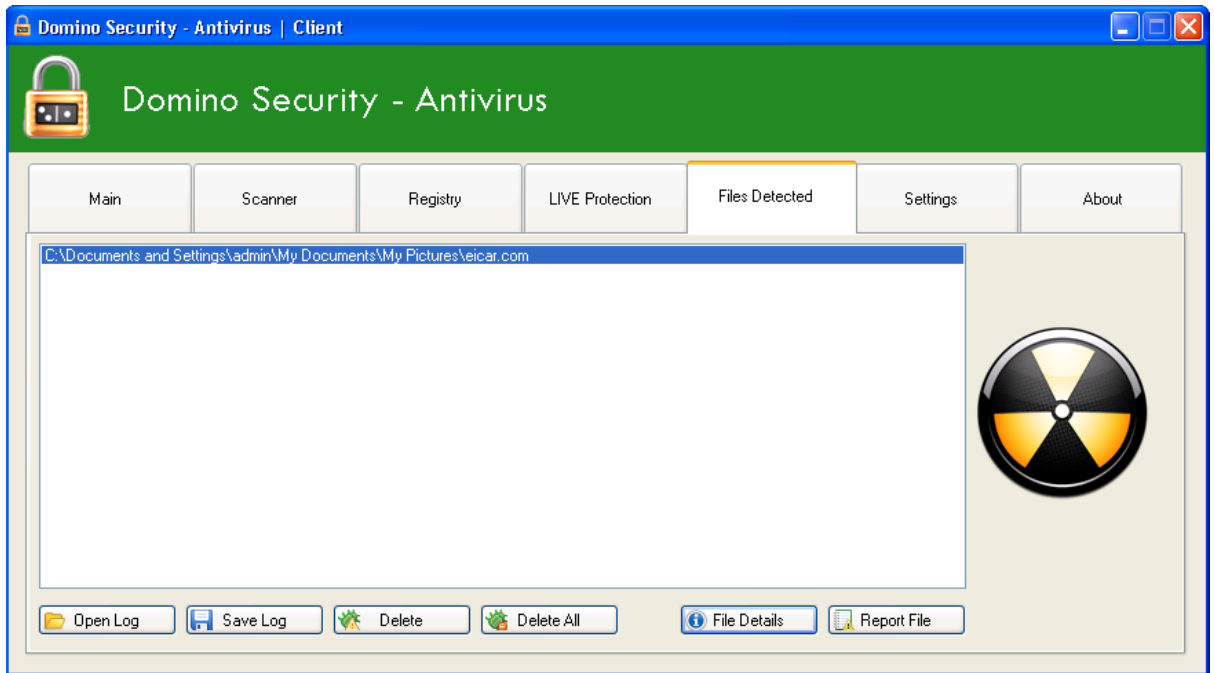 Domino Security - Antivirus | Client
Domino Security - Antivirus
Main Scanner Registry LIVE Protection Files Detected Settings About
C:\Documents and Settings\admin\My Documents\My Pictures\eicar.com
Open Log Save Log Delete Delete All File Details Report File